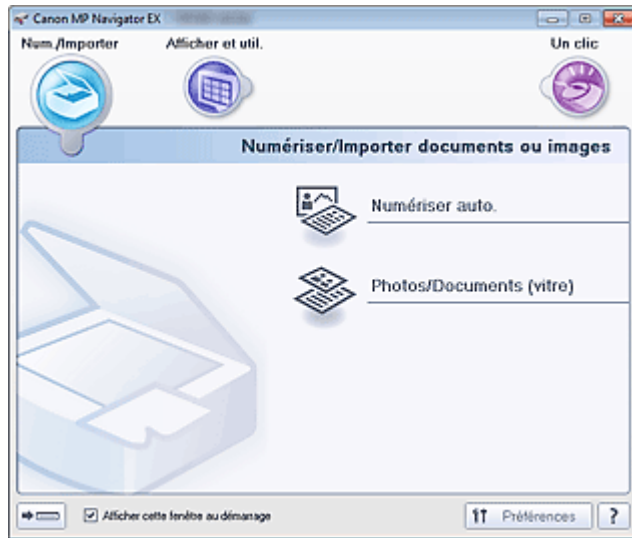 Canon MP Navigator EX
Num./Importer
Afficher et util.
Un clic
Numériser/Importer documents ou images
Numériser auto.
Photos/Documents (vitre)
Afficher cette fenêtre au démarrage
Préférences
?